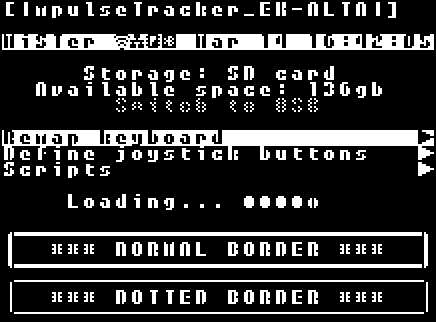 [ImpulseTracker_EK-ALTA1]
MiSTer Mar 14 16:42:05
Storage: SD card
Available space: 136gb
Switch to USB
Remap keyboard
Define joystick buttons
Scripts
Loading...
NORMAL BORDER
DOTTED BORDER